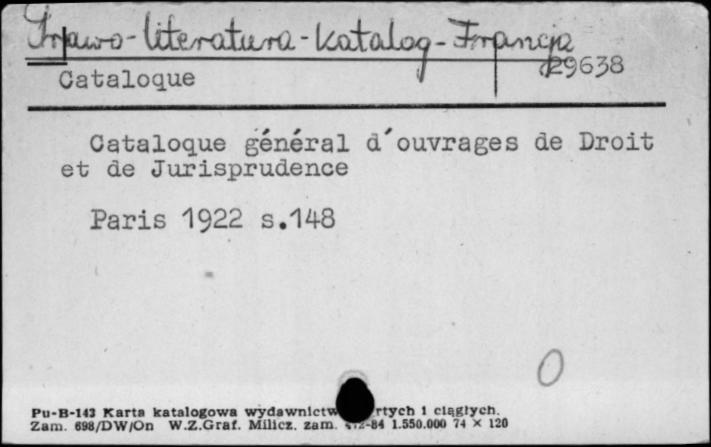 Prawo-literatura-katalog-Francja
29638
Cataloque
Cataloque général d'ouvrages de Droit
et de Jurisprudence
Paris 1922 s.148
0
Pu-B-143 Karta katalogowa wydawnictw rtych i ciągłych.
Zam. 698/DW/On W.Z.Graf. Milicz. zam. -84 1.550.000 74 × 120